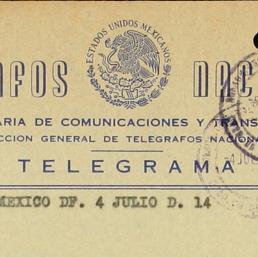 ESTADOS UNIDOS MEXICANOS
AFOS NAC
ARIA DE COMUNICACIONES Y TRANS
CCION GENERAL DE TELEGRAFOS NACION
TELEGRAMA
MEXICO DF. 4 JULIO D. 14